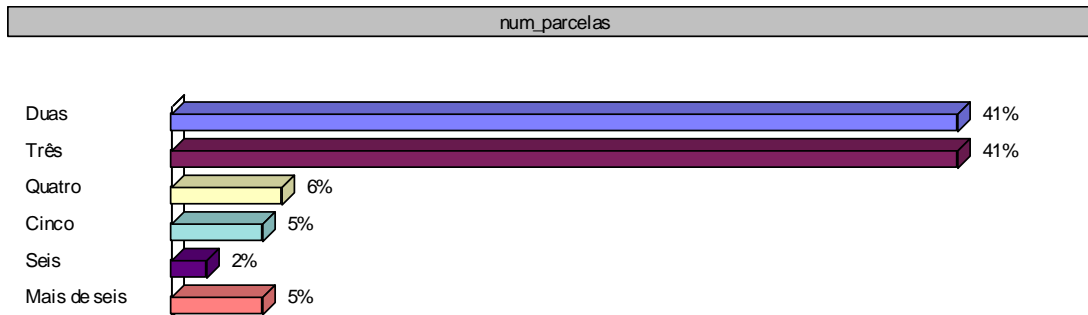 num_parcelas
Duas 41%
Três 41%
Quatro 6%
Cinco 5%
Seis 2%
Mais de seis 5%